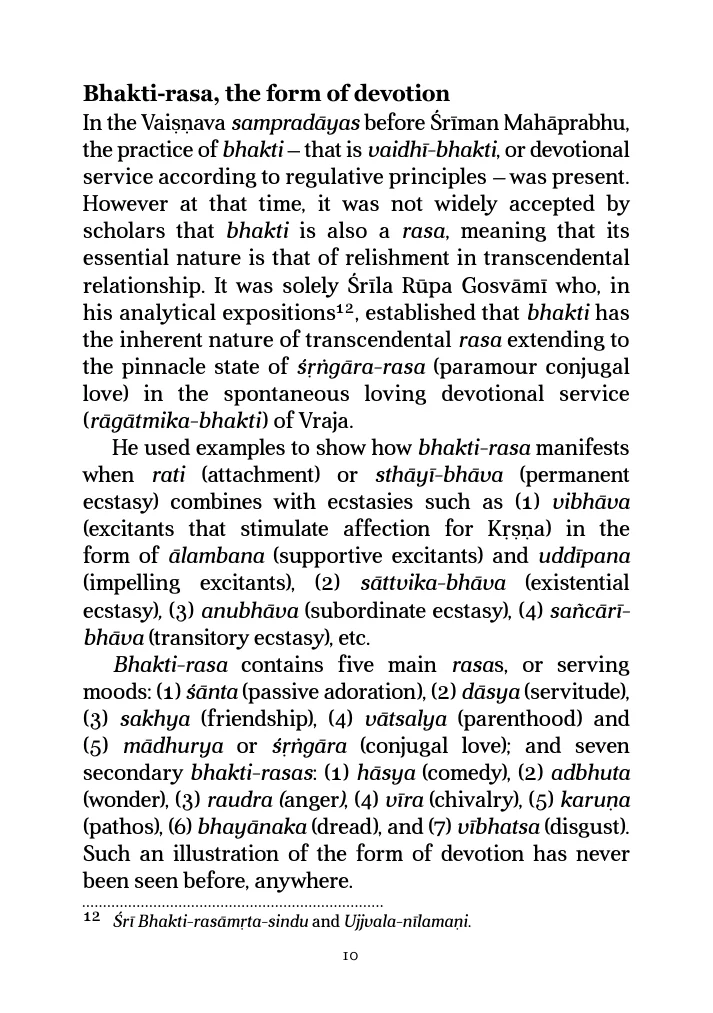 Bhakti-rasa, the form of devotion
In the Vaiṣṇava sampradāyas before Śrīman Mahāprabhu,
the practice of bhakti – that is vaidhī-bhakti, or devotional
service according to regulative principles – was present.
However at that time, it was not widely accepted by
scholars that bhakti is also a rasa, meaning that its
essential nature is that of relishment in transcendental
relationship. It was solely Śrīla Rūpa Gosvāmī who, in
his analytical expositions¹², established that bhakti has
the inherent nature of transcendental rasa extending to
the pinnacle state of śṛṅgāra-rasa (paramour conjugal
love) in the spontaneous loving devotional service
(rāgātmika-bhakti) of Vraja.
He used examples to show how bhakti-rasa manifests
when rati (attachment) or sthāyī-bhāva (permanent
ecstasy) combines with ecstasies such as (1) vibhāva
(excitants that stimulate affection for Kṛṣṇa) in the
form of ālambana (supportive excitants) and uddīpana
(impelling excitants), (2) sāttvika-bhāva (existential
ecstasy), (3) anubhāva (subordinate ecstasy), (4) sañcārī-
bhāva (transitory ecstasy), etc.
Bhakti-rasa contains five main rasas, or serving
moods: (1) śānta (passive adoration), (2) dāsya (servitude),
(3) sakhya (friendship), (4) vātsalya (parenthood) and
(5) mādhurya or śṛṅgāra (conjugal love); and seven
secondary bhakti-rasas: (1) hāsya (comedy), (2) adbhuta
(wonder), (3) raudra (anger), (4) vīra (chivalry), (5) karuṇa
(pathos), (6) bhayānaka (dread), and (7) vībhatsa (disgust).
Such an illustration of the form of devotion has never
been seen before, anywhere.
12 Śrī Bhakti-rasāmṛta-sindu and Ujjvala-nīlamaṇi.
10